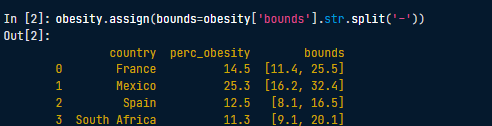 In [2]: obesity.assign(bounds=obesity['bounds'].str.split('-'))
Out[2]:
country perc_obesity bounds
0 France 14.5 [11.4, 25.5]
1 Mexico 25.3 [16.2, 32.4]
2 Spain 12.5 [8.1, 16.5]
3 South Africa 11.3 [9.1, 20.1]